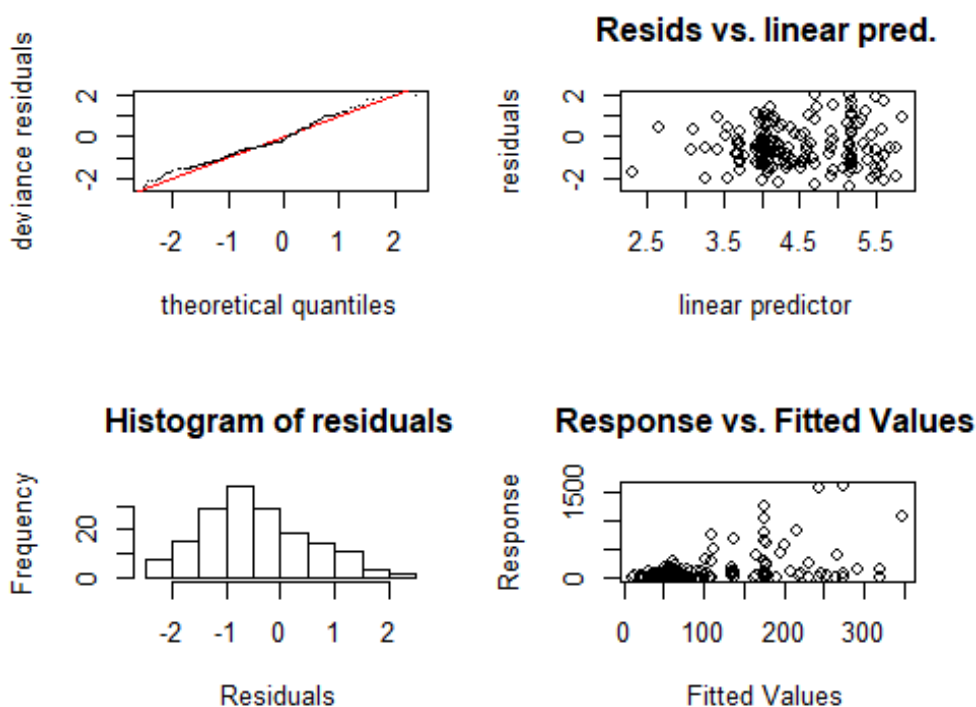 deviance residuals
2
0
-2
-2 -1 0 1 2
theoretical quantiles
Resids vs. linear pred.
residuals
2
0
-2
2.5 3.5 4.5 5.5
linear predictor
Histogram of residuals
Frequency
20
0
-2 -1 0 1 2
Residuals
Response vs. Fitted Values
Response
1500
0
0 100 200 300
Fitted Values